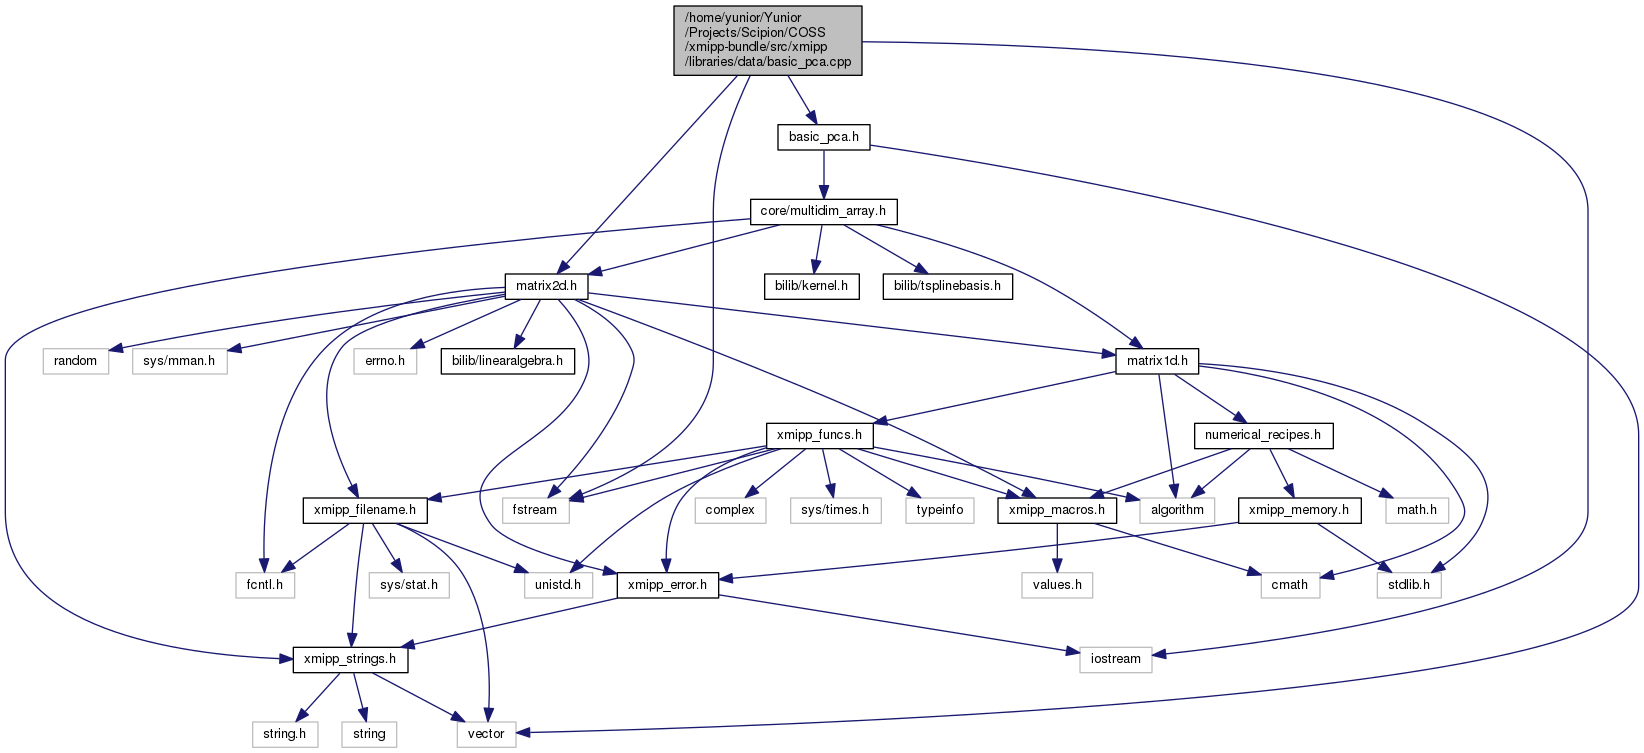 /home/yunior/Yunior
/Projects/Scipion/COSS
/xmipp-bundle/src/xmipp
/libraries/data/basic_pca.cpp
basic_pca.h
core/multidim_array.h
matrix2d.h
bilib/kernel.h
bilib/tsplinebasis.h
random
sys/mman.h
errno.h
bilib/linearalgebra.h
matrix1d.h
xmipp_funcs.h
numerical_recipes.h
xmipp_filename.h
fstream
complex
sys/times.h
typeinfo
xmipp_macros.h
algorithm
xmipp_memory.h
math.h
fcntl.h
sys/stat.h
unistd.h
xmipp_error.h
values.h
cmath
stdlib.h
xmipp_strings.h
iostream
string.h
string
vector